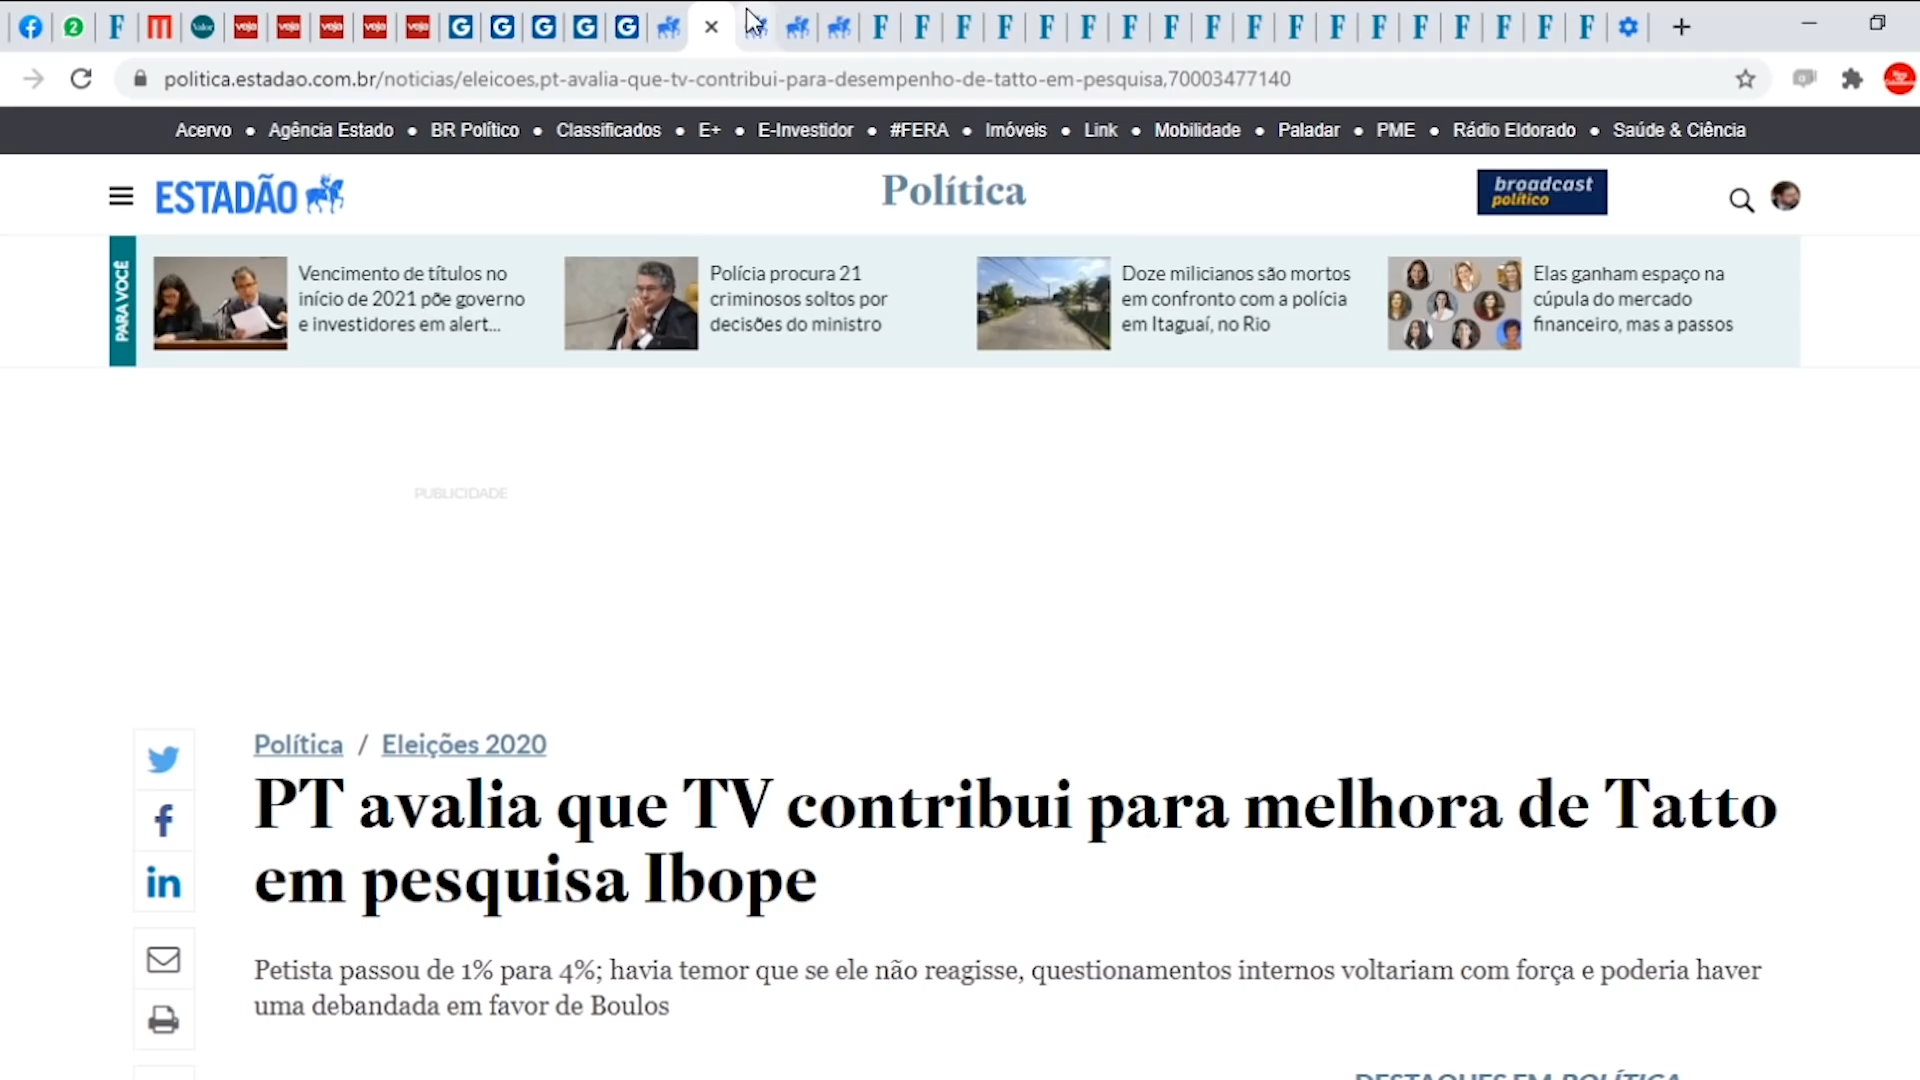 politica.estadao.com.br/noticias/eleicoes,pt-avalia-que-tv-contribui-para-desempenho-de-tatto-em-pesquisa,70003477140
Acervo • Agência Estado • BR Político • Classificados • E+ • E-Investidor • #FERA • Imóveis • Link • Mobilidade • Paladar • PME • Rádio Eldorado • Saúde & Ciência
ESTADÃO
Política
broadcast
político
PARA VOCÊ
Vencimento de títulos no
início de 2021 põe governo
e investidores em alert...
Polícia procura 21
criminosos soltos por
decisões do ministro
Doze milicianos são mortos
em confronto com a polícia
em Itaguaí, no Rio
Elas ganham espaço na
cúpula do mercado
financeiro, mas a passos
PUBLICIDADE
Política / Eleições 2020
PT avalia que TV contribui para melhora de Tatto
em pesquisa Ibope
Petista passou de 1% para 4%; havia temor que se ele não reagisse, questionamentos internos voltariam com força e poderia haver
uma debandada em favor de Boulos
DESTAQUES EM POLÍTICA